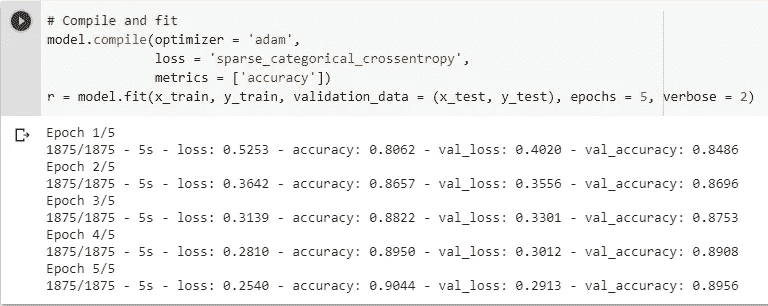 # Compile and fit
model.compile(optimizer = 'adam',
loss = 'sparse_categorical_crossentropy',
metrics = ['accuracy'])
r = model.fit(x_train, y_train, validation_data = (x_test, y_test), epochs = 5, verbose = 2)
Epoch 1/5
1875/1875 - 5s - loss: 0.5253 - accuracy: 0.8062 - val_loss: 0.4020 - val_accuracy: 0.8486
Epoch 2/5
1875/1875 - 5s - loss: 0.3642 - accuracy: 0.8657 - val_loss: 0.3556 - val_accuracy: 0.8696
Epoch 3/5
1875/1875 - 5s - loss: 0.3139 - accuracy: 0.8822 - val_loss: 0.3301 - val_accuracy: 0.8753
Epoch 4/5
1875/1875 - 5s - loss: 0.2810 - accuracy: 0.8950 - val_loss: 0.3012 - val_accuracy: 0.8908
Epoch 5/5
1875/1875 - 5s - loss: 0.2540 - accuracy: 0.9044 - val_loss: 0.2913 - val_accuracy: 0.8956